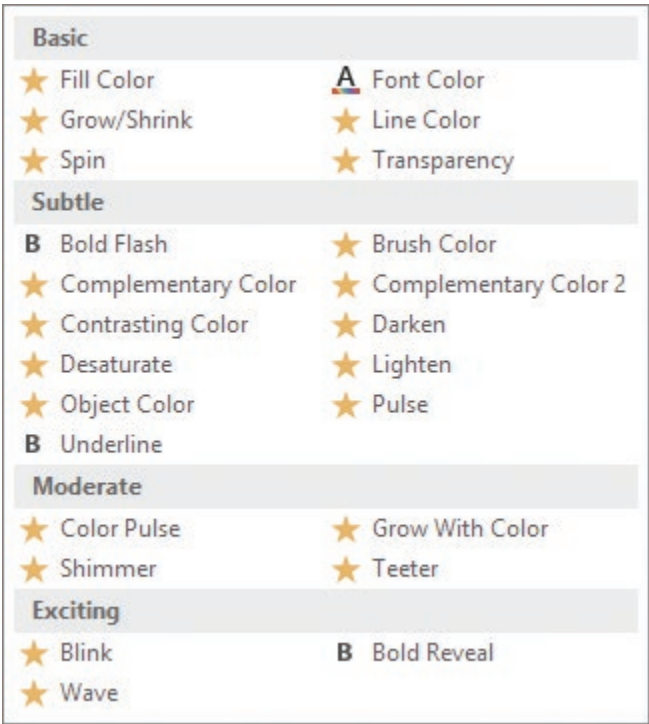 Basic
Fill Color A Font Color
Grow/Shrink Line Color
Spin Transparency
Subtle
B Bold Flash Brush Color
Complementary Color Complementary Color 2
Contrasting Color Darken
Desaturate Lighten
Object Color Pulse
B Underline
Moderate
Color Pulse Grow With Color
Shimmer Teeter
Exciting
Blink B Bold Reveal
Wave